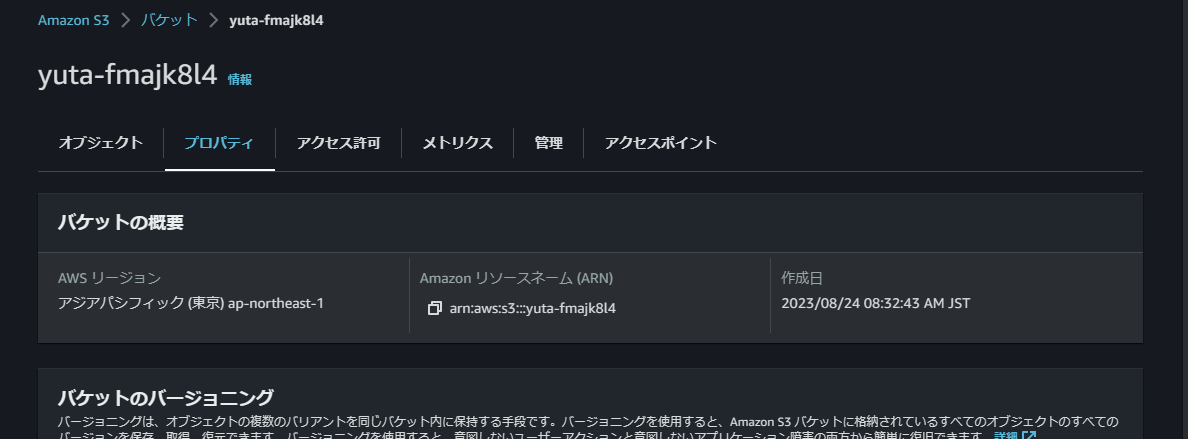 Amazon S3 > バケット > yuta-fmajk8l4
yuta-fmajk8l4 情報
オブジェクト プロパティ アクセス許可 メトリクス 管理 アクセスポイント
バケットの概要
AWS リージョン
アジアパシフィック (東京) ap-northeast-1
Amazon リソースネーム (ARN)
arn:aws:s3:::yuta-fmajk8l4
作成日
2023/08/24 08:32:43 AM JST
バケットのバージョニング
バージョニングは、オブジェクトの複数のバリアントを同じバケット内に保持する手段です。バージョニングを使用すると、Amazon S3 バケットに格納されているすべてのオブジェクトのすべての
バージョンを保存、取得、復元できます。バージョニングを使用すると、意図しないユーザーアクションと意図しないアプリケーション障害の両方から簡単に復旧できます。詳細